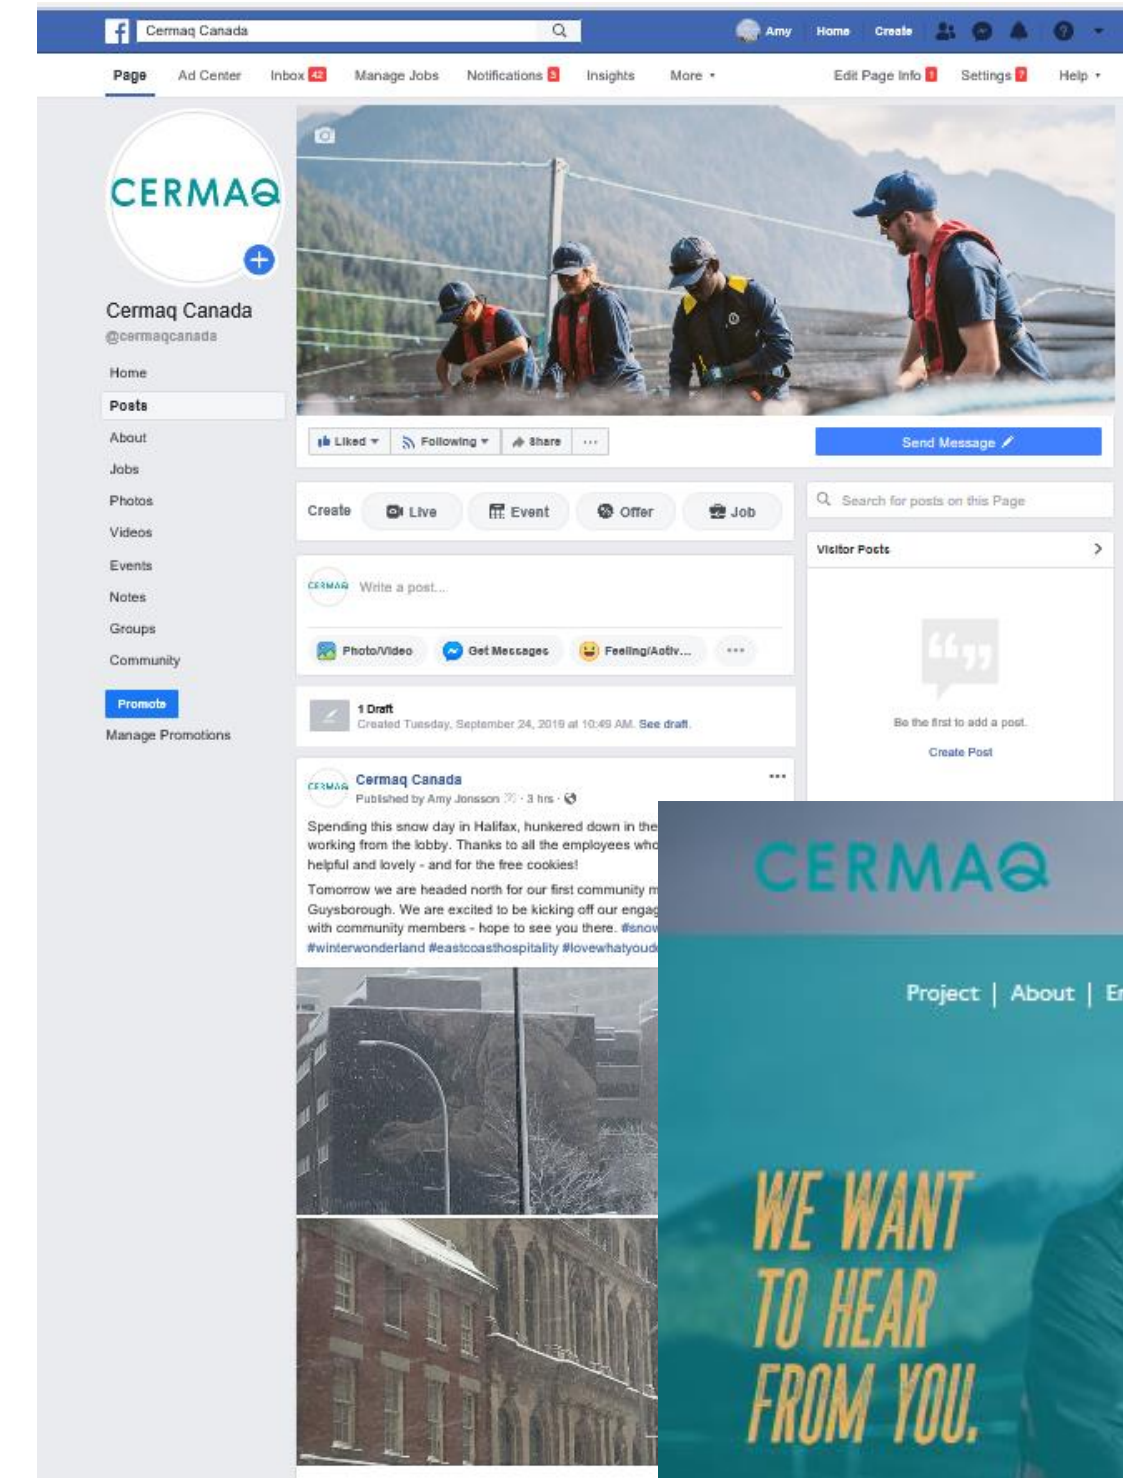 Cermaq Canada
Amy Home Create
Page Ad Center Inbox 42 Manage Jobs Notifications 3 Insights More Edit Page Info 1 Settings 7 Help
CERMAQ
Cermaq Canada
@cermaqcanada
Home
Posts
About
Jobs
Photos
Videos
Events
Notes
Groups
Community
Promote
Manage Promotions
Liked Following Share ...
Send Message
Create Live Event Offer Job
Search for posts on this Page
Visitor Posts
CERMAQ Write a post...
Photo/Video Get Messages Feeling/Activ...
Be the first to add a post.
Create Post
1 Draft
Created Tuesday, September 24, 2019 at 10:49 AM. See draft.
CERMAQ
Cermaq Canada
Published by Amy Jonsson · 3 hrs ·
Spending this snow day in Halifax, hunkered down in the
working from the lobby. Thanks to all the employees who
helpful and lovely - and for the free cookies!
Tomorrow we are headed north for our first community m
Guysborough. We are excited to be kicking off our engag
with community members - hope to see you there. #snow
#winterwonderland #eastcoasthospitality #lovewhatyoudo
CERMAQ
Project | About | En
WE WANT
TO HEAR
FROM YOU.